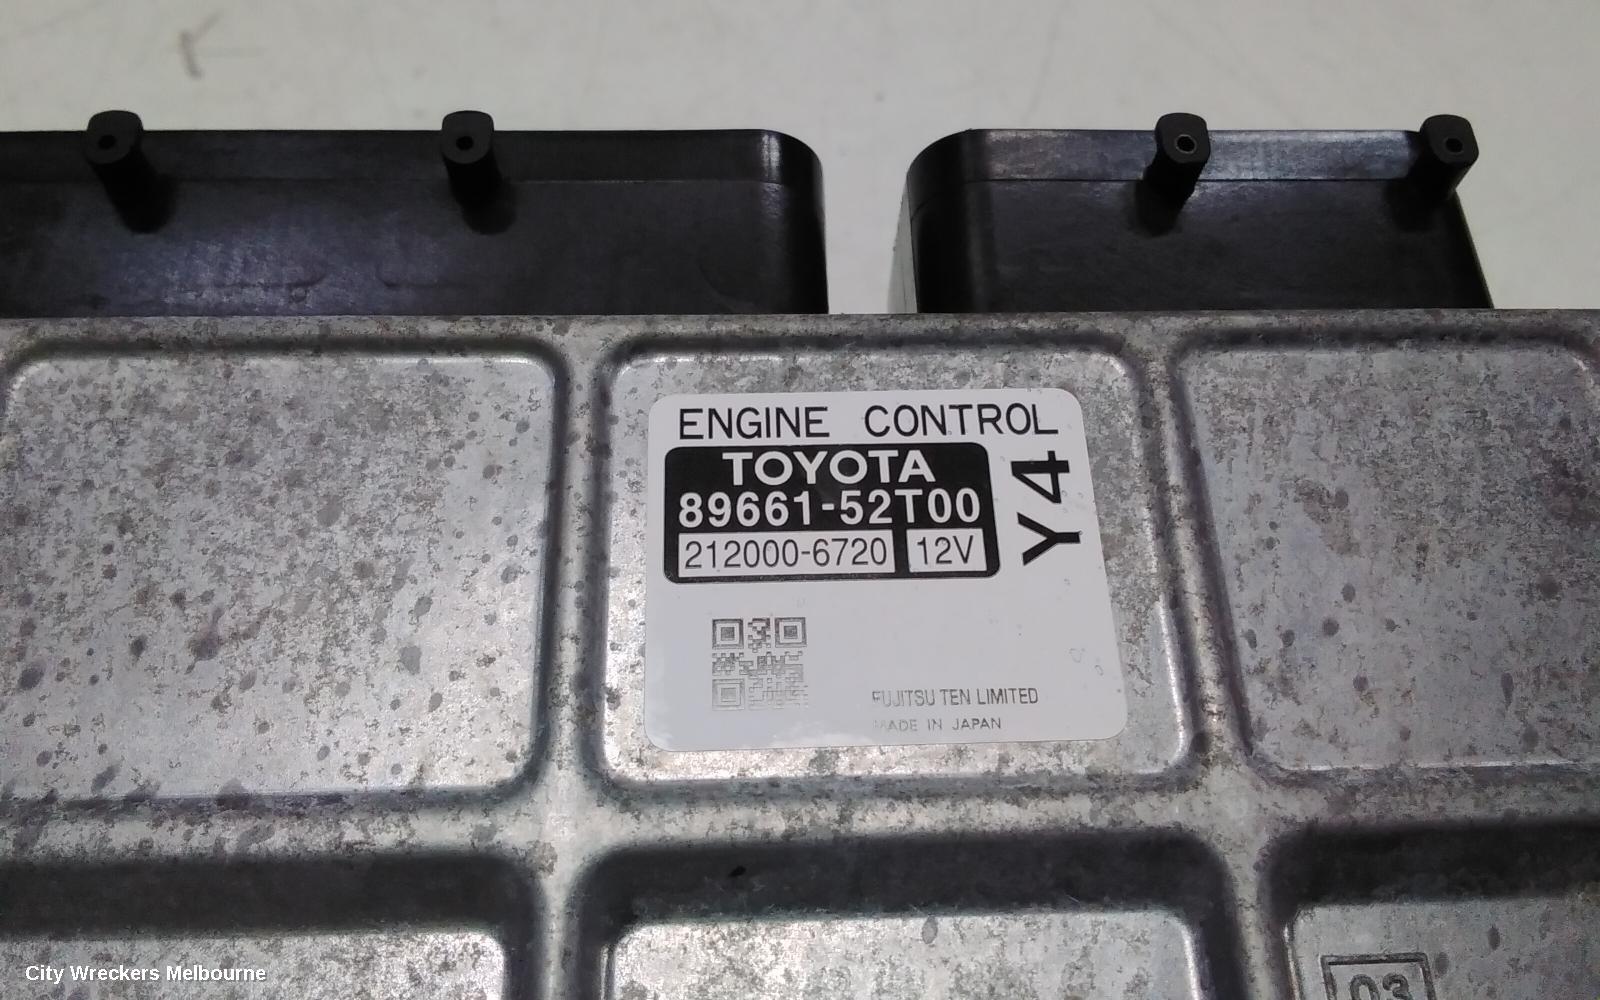 ENGINE CONTROL
TOYOTA
89661-52T00
212000-6720 12V
Y4
FUJITSU TEN LIMITED
MADE IN JAPAN
03
City Wreckers Melbourne